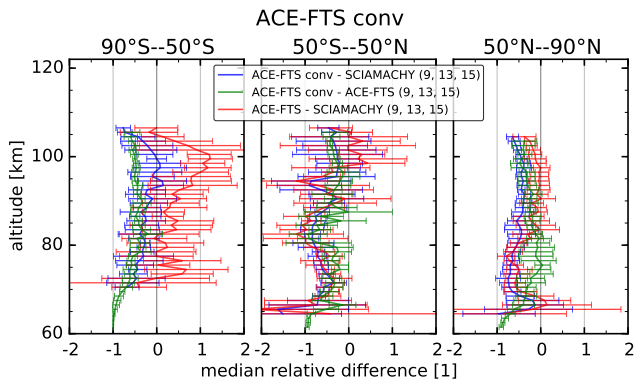 ACE-FTS conv
90°S--50°S 50°S--50°N 50°N--90°N
ACE-FTS conv - SCIAMACHY (9, 13, 15)
ACE-FTS conv - ACE-FTS (9, 13, 15)
ACE-FTS - SCIAMACHY (9, 13, 15)
altitude [km]
120
100
80
60
-2 -1 0 1 2 -2 -1 0 1 2 -2 -1 0 1 2
median relative difference [1]